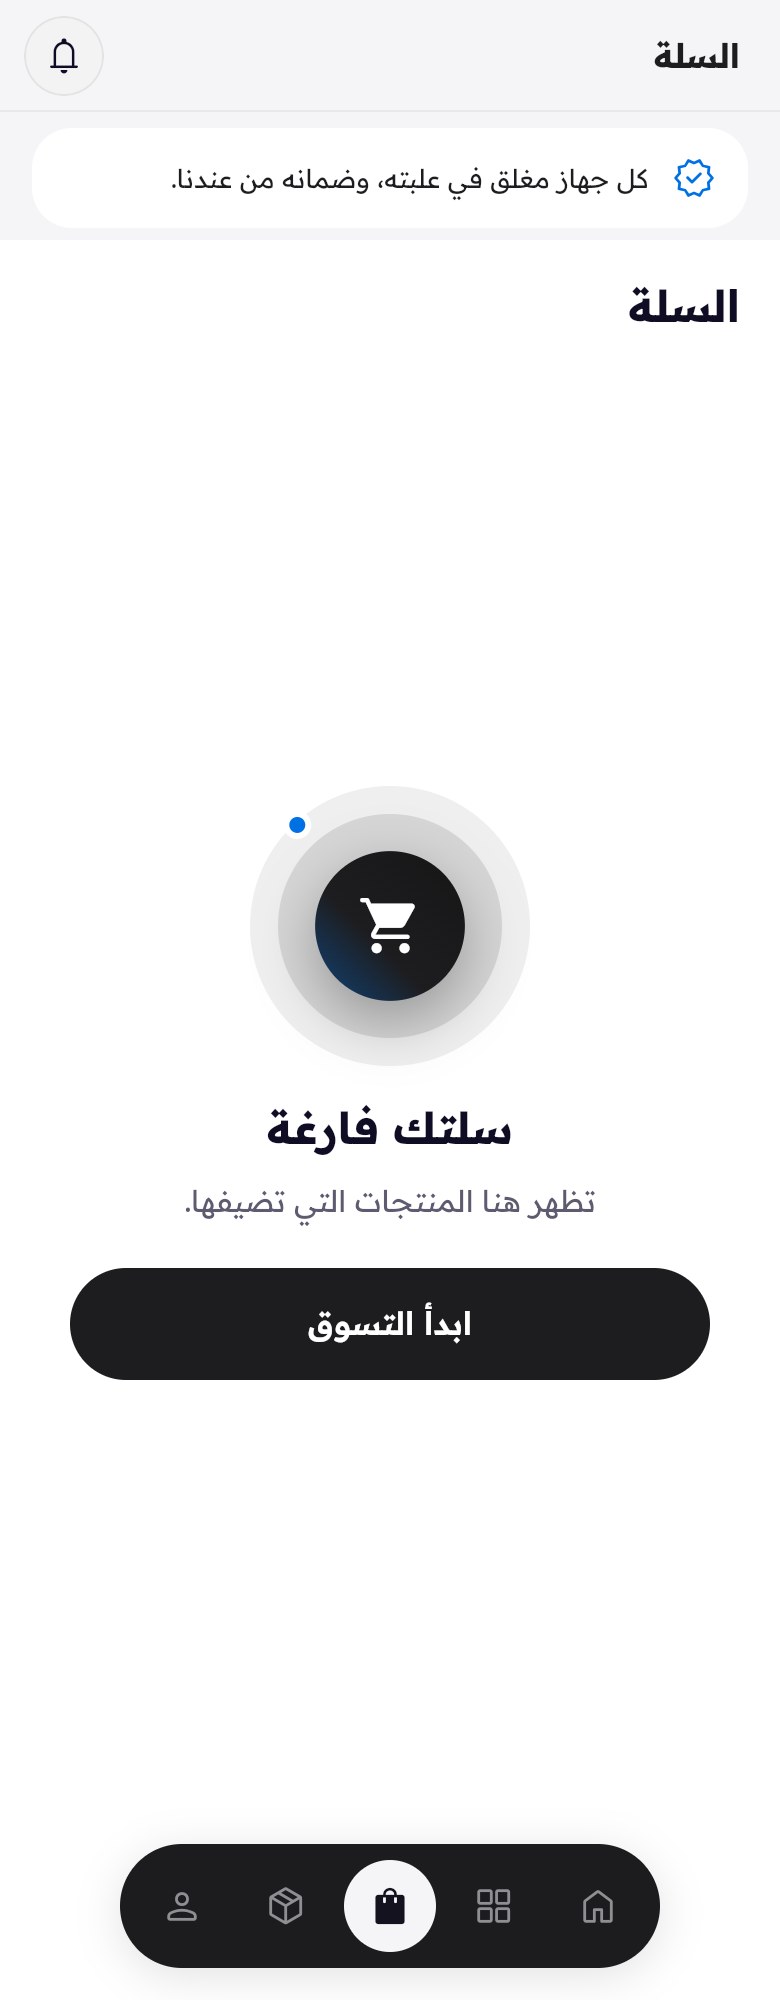 السلة
كل جهاز مغلق في علبته، وضمانه من عندنا.
السلة
سلتك فارغة
تظهر هنا المنتجات التي تضيفها.
ابدأ التسوق